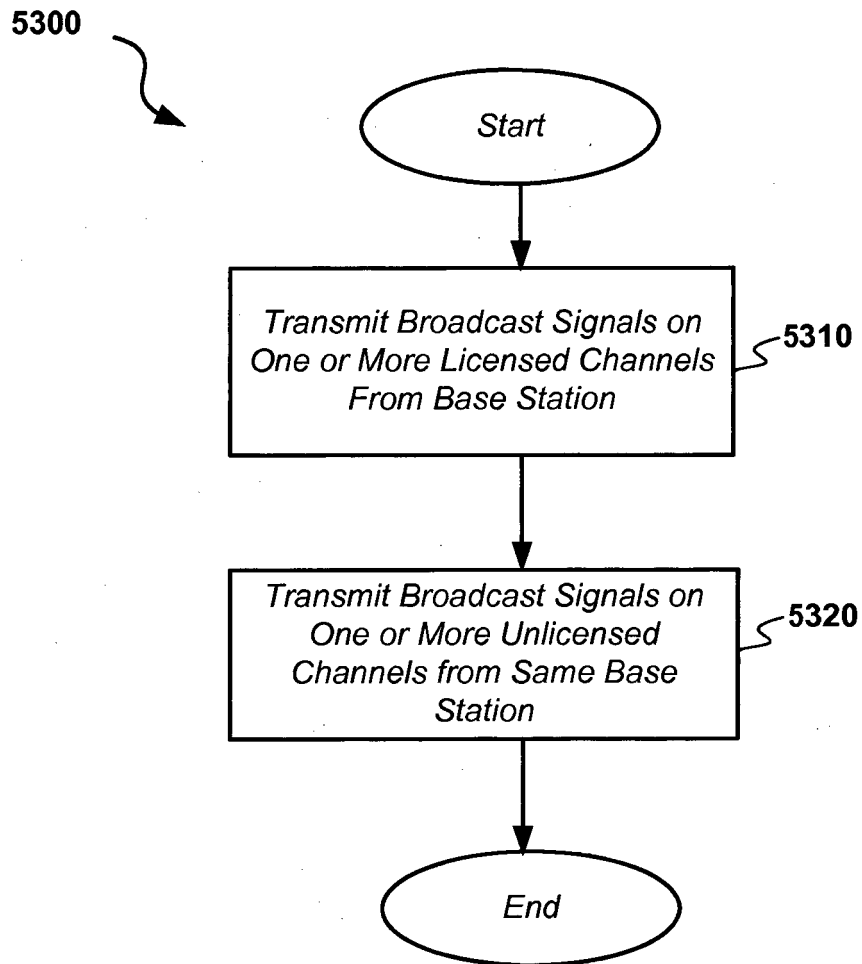 5300
Start
Transmit Broadcast Signals on
One or More Licensed Channels
From Base Station
5310
Transmit Broadcast Signals on
One or More Unlicensed
Channels from Same Base
Station
5320
End